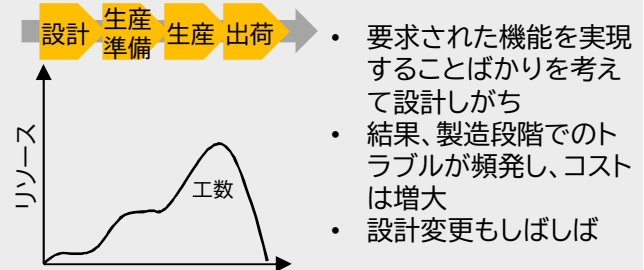 設計
生産
準備
生産
出荷
リソース
工数
• 要求された機能を実現
することばかりを考え
て設計しがち
• 結果、製造段階でのト
ラブルが頻発し、コスト
は増大
• 設計変更もしばしば